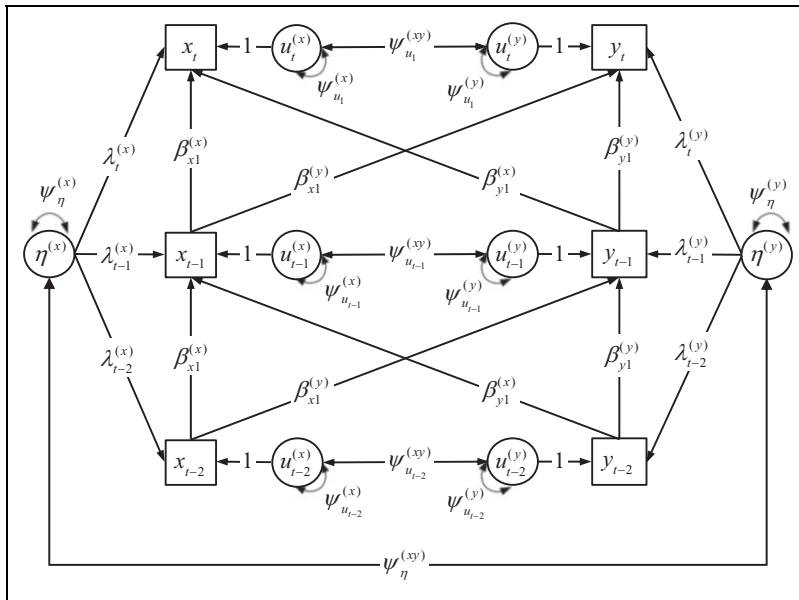 x_t 1 u_t^(x) ψ_{u_1}^(xy) u_t^(y) 1 y_t
ψ_{u_1}^(x) ψ_{u_1}^(y)
λ_t^(x) β_{x1}^(x) β_{x1}^(y) β_{y1}^(x) β_{y1}^(y) λ_t^(y)
ψ_η^(x) ψ_η^(y)
η^(x) λ_{t-1}^(x) x_{t-1} 1 u_{t-1}^(x) ψ_{u_{t-1}}^(xy) u_{t-1}^(y) 1 y_{t-1} λ_{t-1}^(y) η^(y)
ψ_{u_{t-1}}^(x) ψ_{u_{t-1}}^(y)
λ_{t-2}^(x) β_{x1}^(x) β_{x1}^(y) β_{y1}^(x) β_{y1}^(y) λ_{t-2}^(y)
x_{t-2} 1 u_{t-2}^(x) ψ_{u_{t-2}}^(xy) u_{t-2}^(y) 1 y_{t-2}
ψ_{u_{t-2}}^(x) ψ_{u_{t-2}}^(y)
ψ_η^(xy)